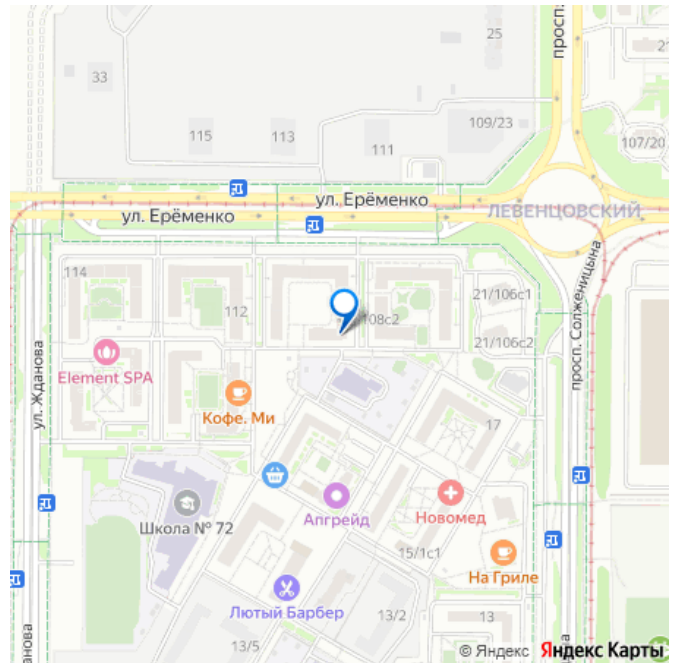 просп.
25
21
33
109/23
115
113
111
107/20
ул. Ерёменко
ул. Ерёменко
ЛЕВЕНЦОВСКИЙ
114
112
108с2
21/106с1
21/106с2
просп. Солженицына
ул. Жданова
Element SPA
Кофе. Ми
17
Апгрейд
Новомед
Школа № 72
15/1с1
На Гриле
Лютый Барбер
13/2
13
13/5
© Яндекс Яндекс Карты